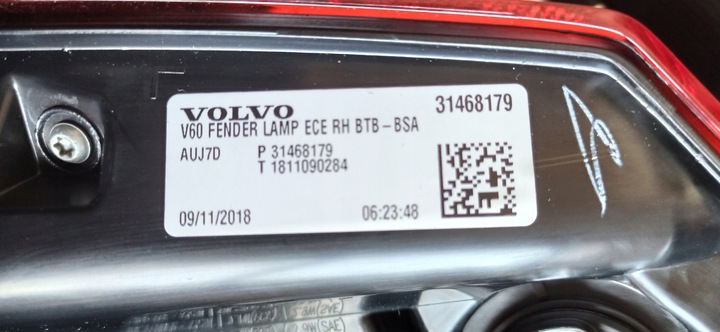 VOLVO 31468179
V60 FENDER LAMP ECE RH BTB-BSA
AUJ7D P 31468179
T 1811090284
09/11/2018 06:23:48